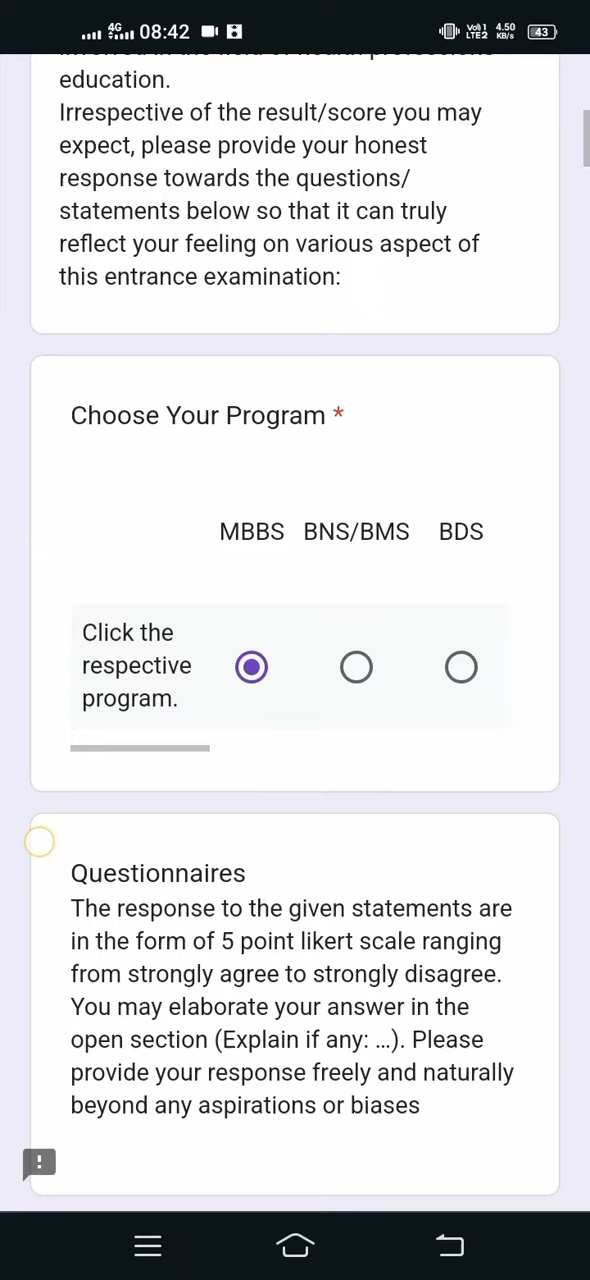 4G 08:42 Vo) 1 LTE2 4.50 KB/s 43
education.
Irrespective of the result/score you may
expect, please provide your honest
response towards the questions/
statements below so that it can truly
reflect your feeling on various aspect of
this entrance examination:
Choose Your Program *
MBBS BNS/BMS BDS
Click the
respective
program.
Questionnaires
The response to the given statements are
in the form of 5 point likert scale ranging
from strongly agree to strongly disagree.
You may elaborate your answer in the
open section (Explain if any: ...). Please
provide your response freely and naturally
beyond any aspirations or biases